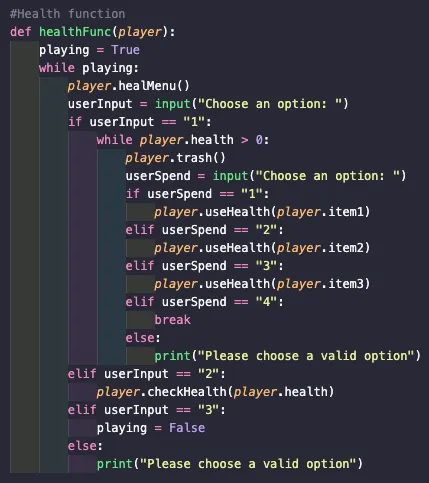 #Health function
def healthFunc(player):
    playing = True
    while playing:
        player.healMenu()
        userInput = input("Choose an option: ")
        if userInput == "1":
            while player.health > 0:
                player.trash()
                userSpend = input("Choose an option: ")
                if userSpend == "1":
                    player.useHealth(player.item1)
                elif userSpend == "2":
                    player.useHealth(player.item2)
                elif userSpend == "3":
                    player.useHealth(player.item3)
                elif userSpend == "4":
                    break
                else:
                    print("Please choose a valid option")
        elif userInput == "2":
            player.checkHealth(player.health)
        elif userInput == "3":
            playing = False
        else:
            print("Please choose a valid option")